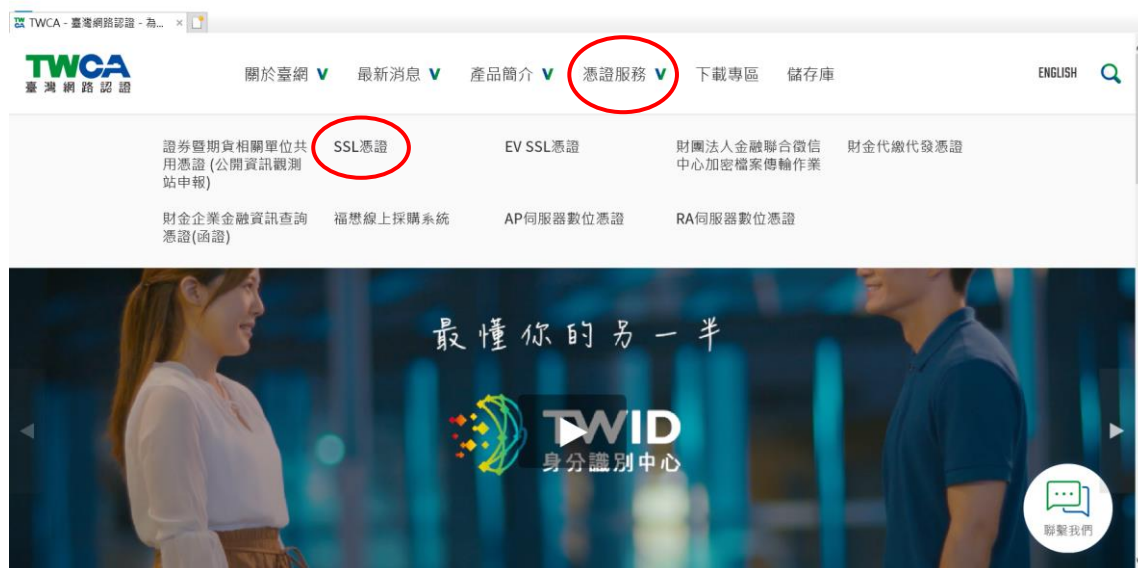 TWCA - 臺灣網路認證 - 為...
TWCA
臺灣網路認證
關於臺網 ∨ 最新消息 ∨ 產品簡介 ∨ 憑證服務 ∨ 下載專區 儲存庫 ENGLISH
證券暨期貨相關單位共
用憑證 (公開資訊觀測
站申報)
SSL憑證
EV SSL憑證
財團法人金融聯合徵信
中心加密檔案傳輸作業
財金代繳代發憑證
財金企業金融資訊查詢
憑證(函證)
福懋線上採購系統
AP伺服器數位憑證
RA伺服器數位憑證
最懂你的另一半
TWID
身分識別中心
聯繫我們